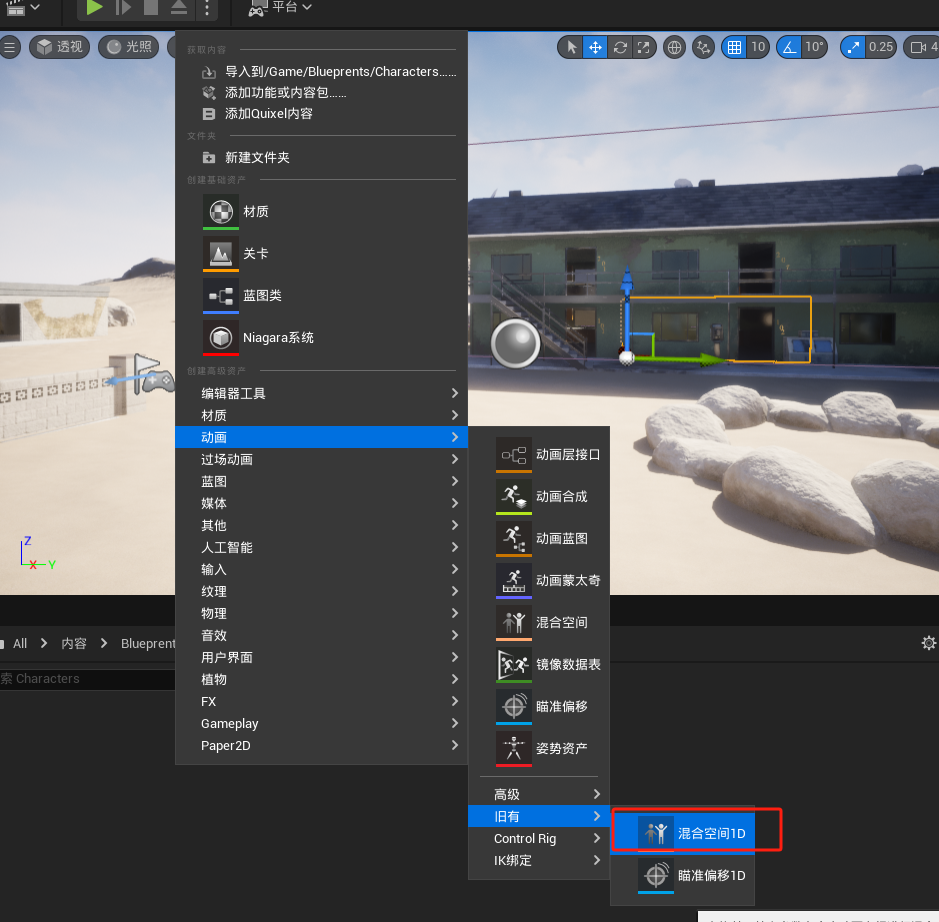 平台
透视
光照
10
10°
0.25
4
获取内容
导入到/Game/Blueprents/Characters……
添加功能或内容包……
添加Quixel内容
文件夹
新建文件夹
创建基础资产
材质
关卡
蓝图类
Niagara系统
创建高级资产
编辑器工具
材质
动画
过场动画
蓝图
媒体
其他
人工智能
输入
纹理
物理
音效
用户界面
植物
FX
Gameplay
Paper2D
动画层接口
动画合成
动画蓝图
动画蒙太奇
混合空间
镜像数据表
瞄准偏移
姿势资产
高级
旧有
Control Rig
IK绑定
混合空间1D
瞄准偏移1D
Z
X
Y
All
内容
Blueprent
索 Characters